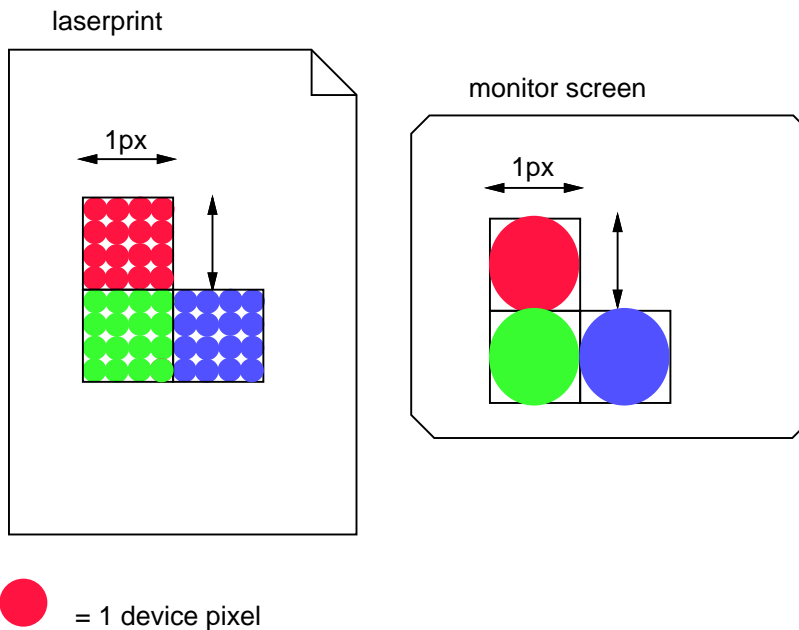 laserprint
monitor screen
1px
1px
= 1 device pixel